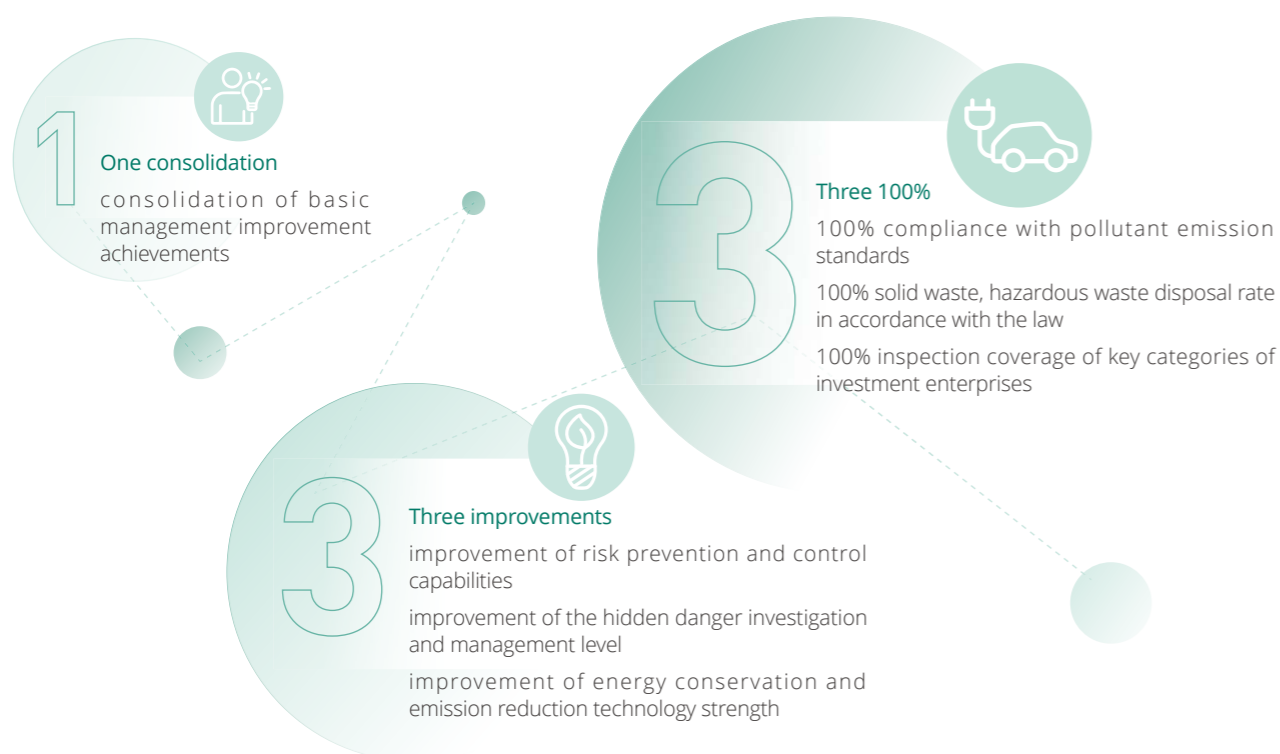 1
One consolidation
consolidation of basic
management improvement
achievements
3
Three improvements
improvement of risk prevention and control
capabilities
improvement of the hidden danger investigation
and management level
improvement of energy conservation and
emission reduction technology strength
3
Three 100%
100% compliance with pollutant emission
standards
100% solid waste, hazardous waste disposal rate
in accordance with the law
100% inspection coverage of key categories of
investment enterprises